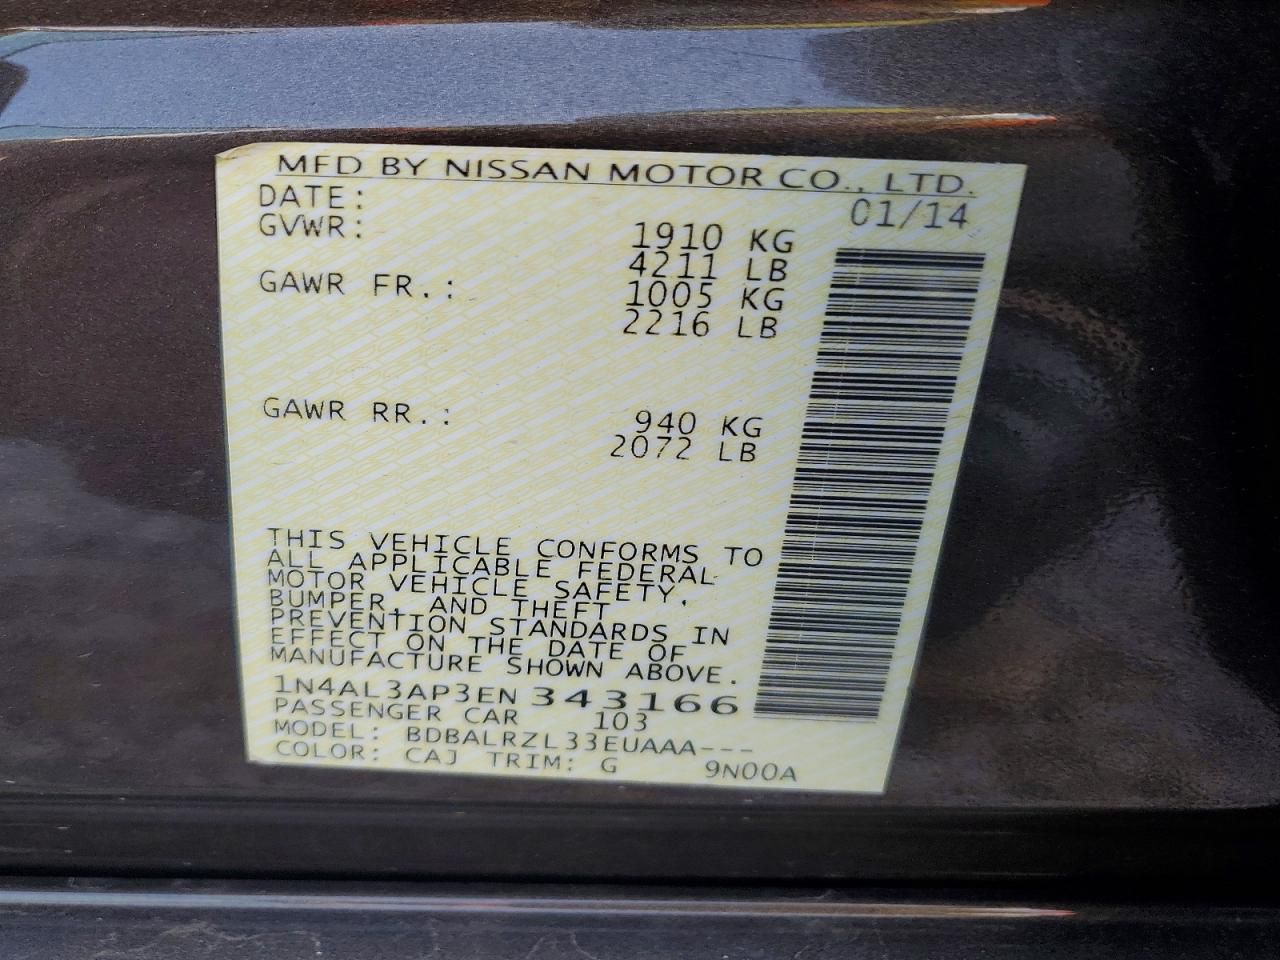 MFD BY NISSAN MOTOR CO., LTD.
DATE: 01/14
GVWR: 1910 KG
4211 LB
GAWR FR.: 1005 KG
2216 LB
GAWR RR.: 940 KG
2072 LB
THIS VEHICLE CONFORMS TO
ALL APPLICABLE FEDERAL
MOTOR VEHICLE SAFETY,
BUMPER, AND THEFT
PREVENTION STANDARDS IN
EFFECT ON THE DATE OF
MANUFACTURE SHOWN ABOVE.
1N4AL3AP3EN 343166
PASSENGER CAR 103
MODEL: BDBALRZL33EUAAA---
COLOR: CAJ TRIM: G 9N00A